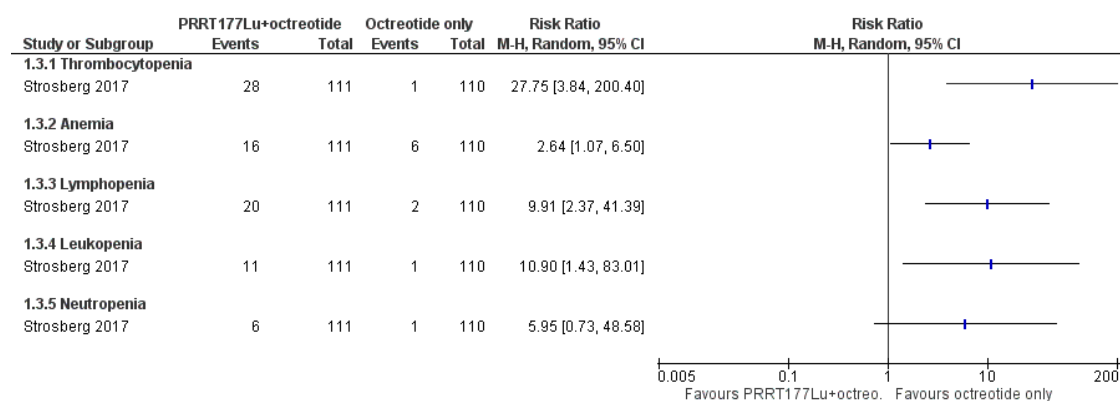 PRRT177Lu+octreotide Octreotide only Risk Ratio Risk Ratio
Study or Subgroup Events Total Events Total M-H, Random, 95% CI M-H, Random, 95% CI
1.3.1 Thrombocytopenia
Strosberg 2017 28 111 1 110 27.75 [3.84, 200.40]
1.3.2 Anemia
Strosberg 2017 16 111 6 110 2.64 [1.07, 6.50]
1.3.3 Lymphopenia
Strosberg 2017 20 111 2 110 9.91 [2.37, 41.39]
1.3.4 Leukopenia
Strosberg 2017 11 111 1 110 10.90 [1.43, 83.01]
1.3.5 Neutropenia
Strosberg 2017 6 111 1 110 5.95 [0.73, 48.58]
0.005 0.1 1 10 200
Favours PRRT177Lu+octreo. Favours octreotide only